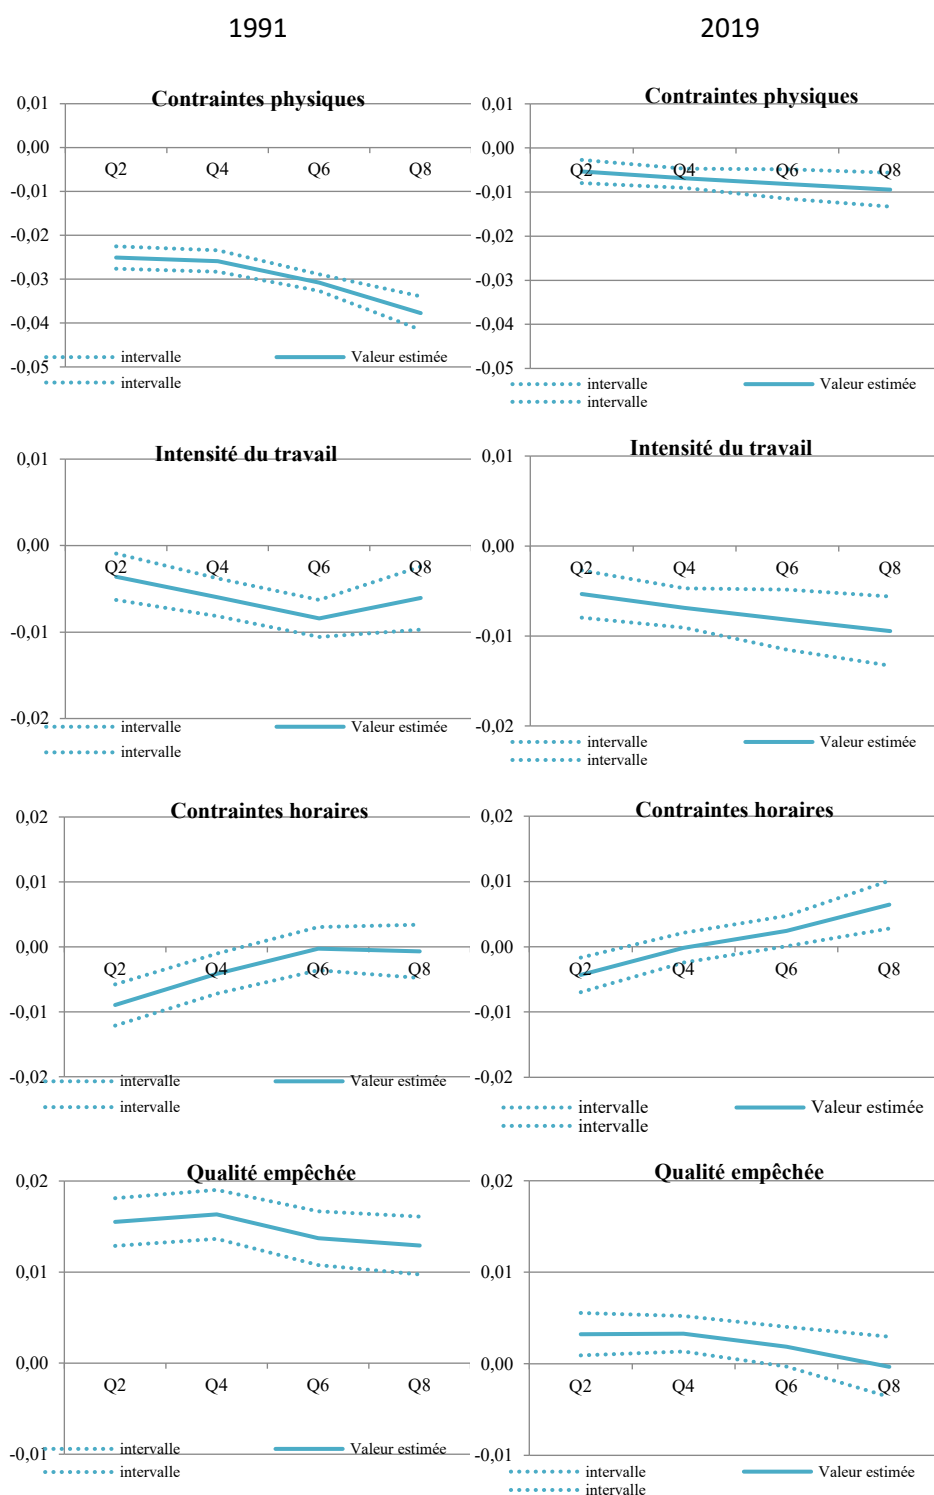 1991
2019
Contraintes physiques
0,01
0,00
-0,01
-0,02
-0,03
-0,04
-0,05
Q2 Q4 Q6 Q8
intervalle Valeur estimée
intervalle
Contraintes physiques
0,01
0,00
-0,01
-0,02
-0,03
-0,04
-0,05
Q2 Q4 Q6 Q8
intervalle Valeur estimée
intervalle
Intensité du travail
0,01
0,00
-0,01
-0,02
Q2 Q4 Q6 Q8
intervalle Valeur estimée
intervalle
Intensité du travail
0,01
0,00
-0,01
-0,02
Q2 Q4 Q6 Q8
intervalle Valeur estimée
intervalle
Contraintes horaires
0,02
0,01
0,00
-0,01
-0,02
Q2 Q4 Q6 Q8
intervalle Valeur estimée
intervalle
Contraintes horaires
0,02
0,01
0,00
-0,01
-0,02
Q2 Q4 Q6 Q8
intervalle Valeur estimée
intervalle
Qualité empêchée
0,02
0,01
0,00
-0,01
Q2 Q4 Q6 Q8
intervalle Valeur estimée
intervalle
Qualité empêchée
0,02
0,01
0,00
-0,01
Q2 Q4 Q6 Q8
intervalle Valeur estimée
intervalle